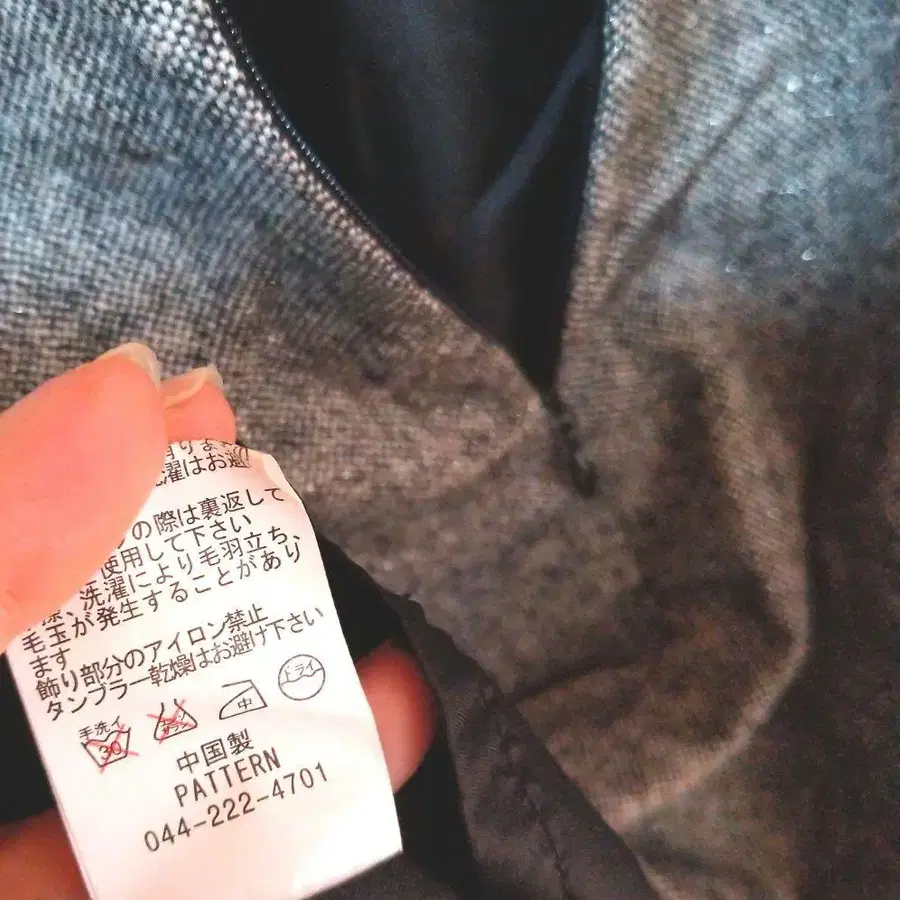 濯はお避
の際は裏返して
使用して下さい
、洗濯により毛羽立ち、
毛玉が発生することがあり
ます
飾り部分のアイロン禁止
タンブラー乾燥はお避け下さい
手洗イ
30
中
ドライ
中国製
PATTERN
044-222-4701